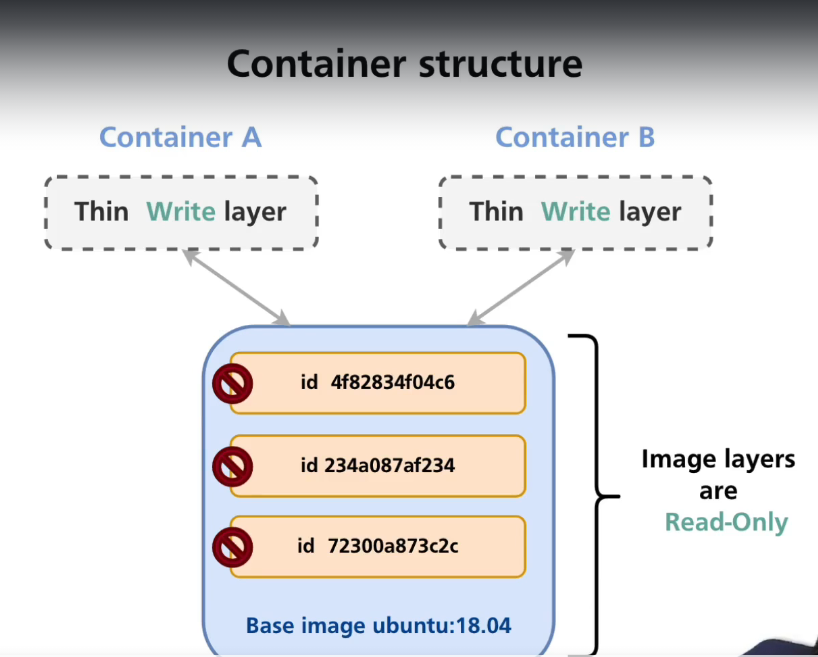 Container structure
Container A
Container B
Thin Write layer
Thin Write layer
id 4f82834f04c6
id 234a087af234
id 72300a873c2c
Base image ubuntu:18.04
Image layers
are
Read-Only